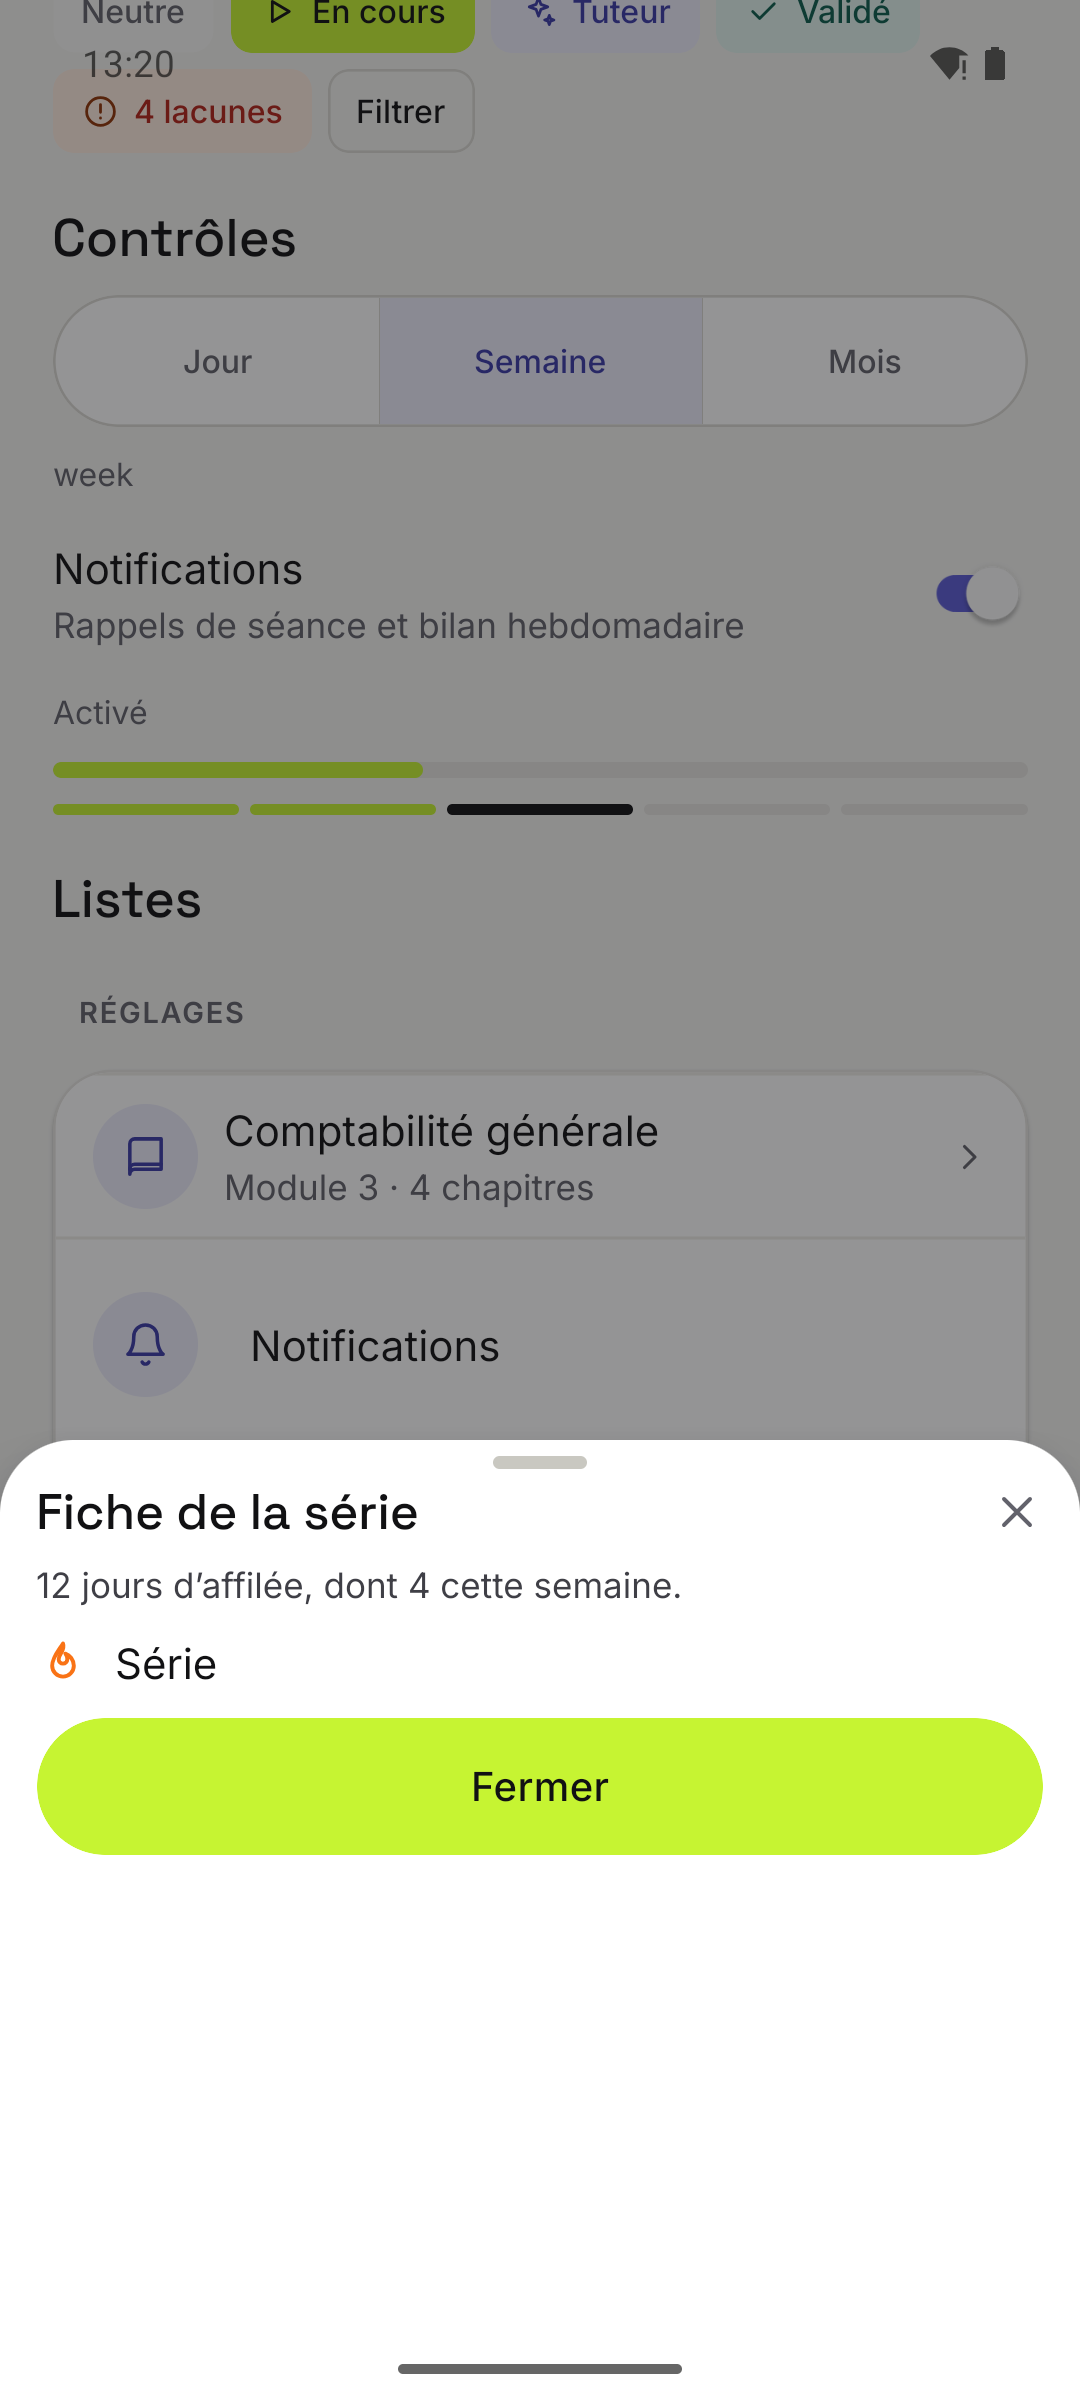 Neutre
En cours
Tuteur
Validé
13:20
4 lacunes
Filtrer
Contrôles
Jour
Semaine
Mois
week
Notifications
Rappels de séance et bilan hebdomadaire
Activé
Listes
RÉGLAGES
Comptabilité générale
Module 3 · 4 chapitres
Notifications
Fiche de la série
12 jours d’affilée, dont 4 cette semaine.
Série
Fermer